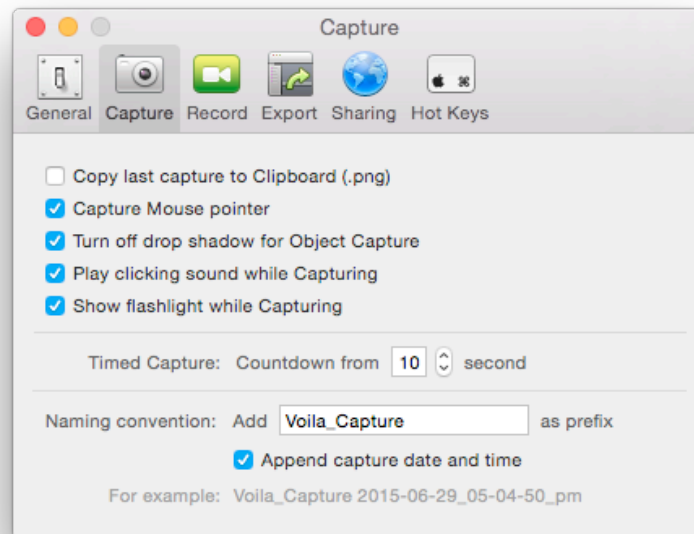 Capture
General Capture Record Export Sharing Hot Keys
Copy last capture to Clipboard (.png)
Capture Mouse pointer
Turn off drop shadow for Object Capture
Play clicking sound while Capturing
Show flashlight while Capturing
Timed Capture: Countdown from 10 second
Naming convention: Add Voila_Capture as prefix
Append capture date and time
For example: Voila_Capture 2015-06-29_05-04-50_pm